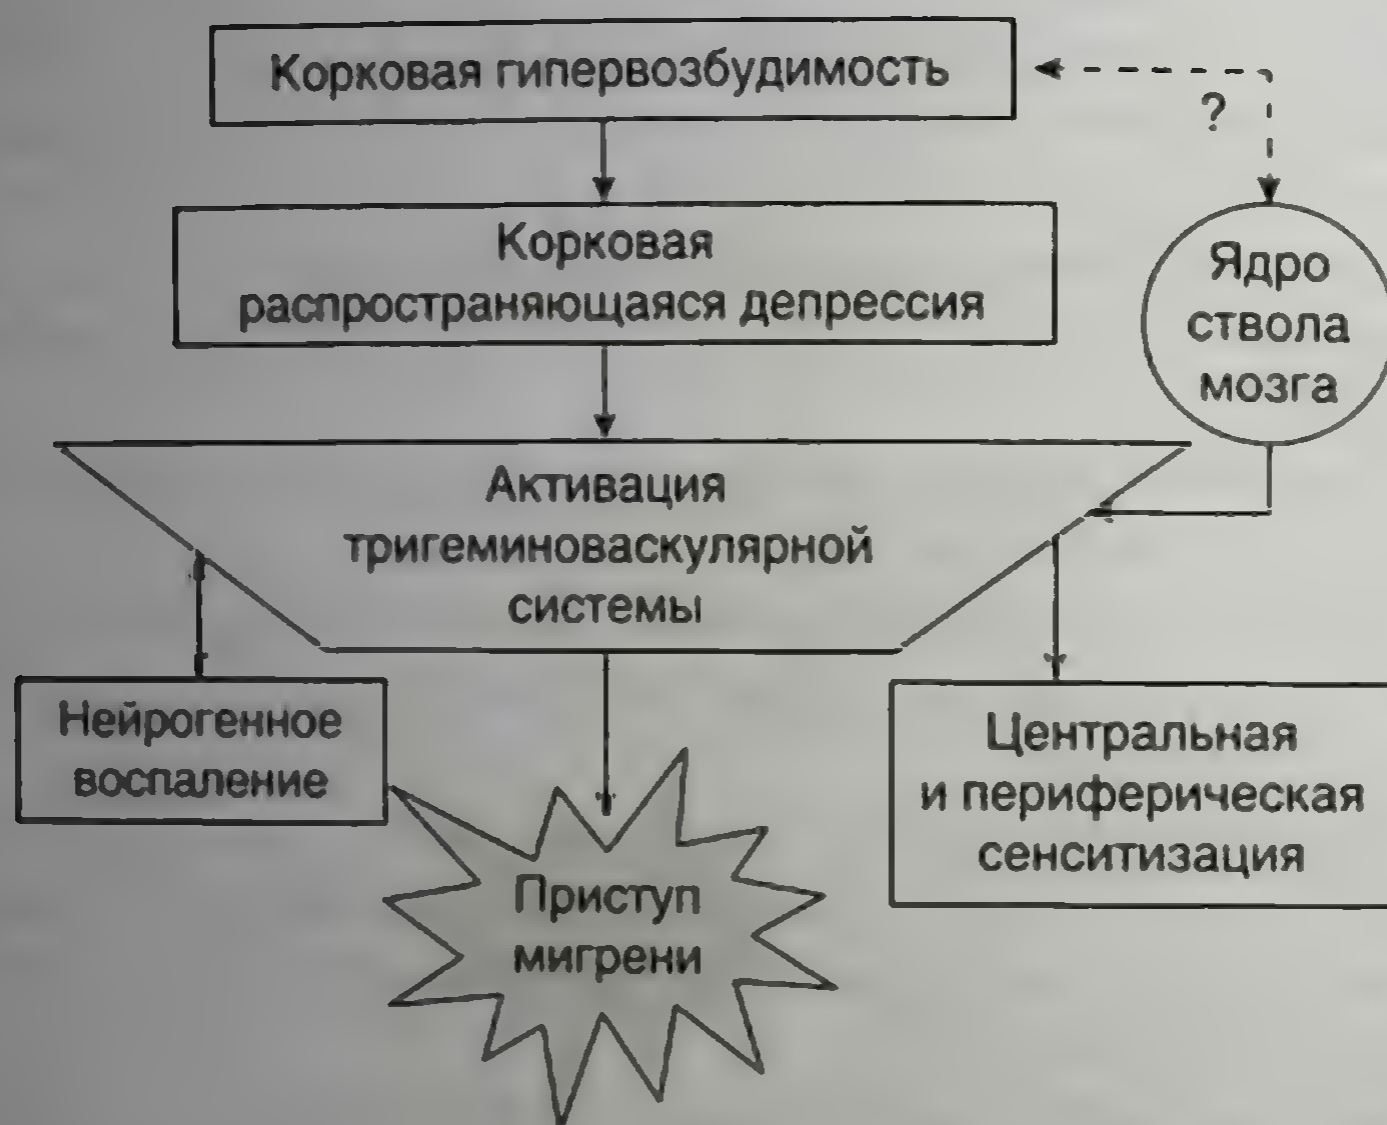 Корковая гипервозбудимость
?
Корковая
распространяющаяся депрессия
Ядро
ствола
мозга
Активация
тригеминоваскулярной
системы
Нейрогенное
воспаление
Центральная
и периферическая
сенситизация
Приступ
мигрени